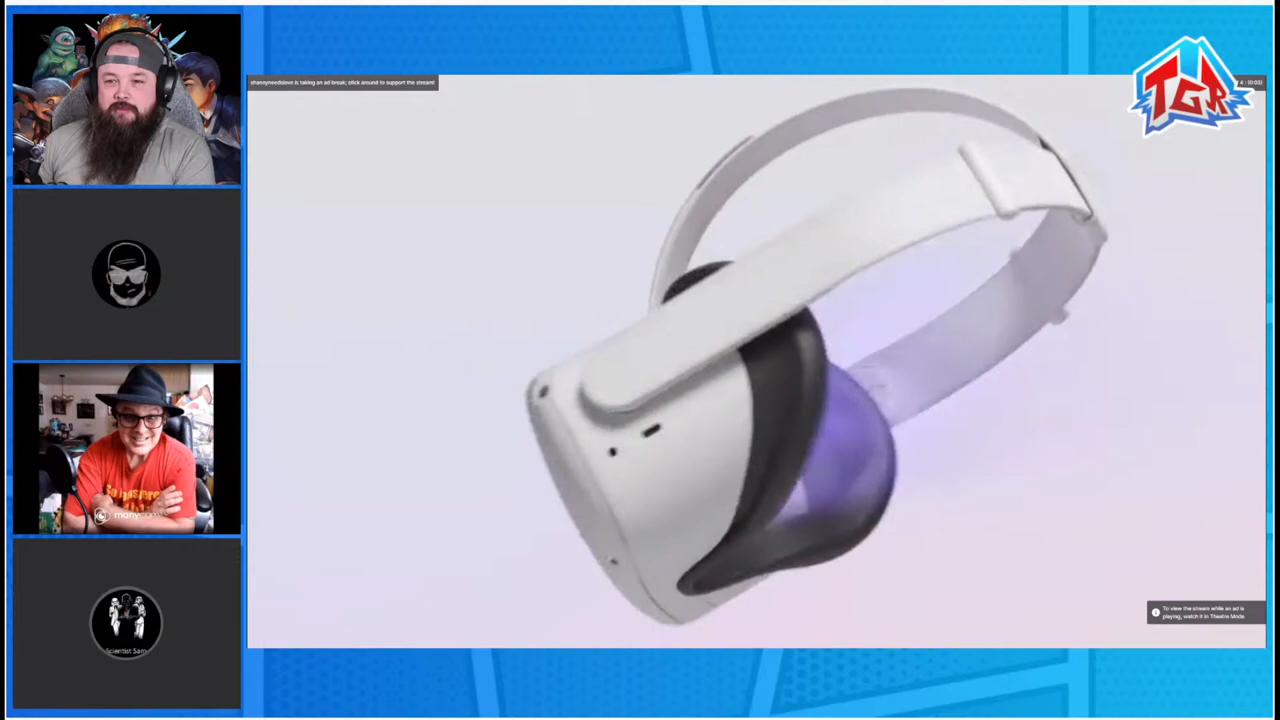 shannyneedslove is taking an ad break; stick around to support the stream!
TGR
many
Scientist Sam
To view the stream while an ad is
playing, watch it in Theatre Mode